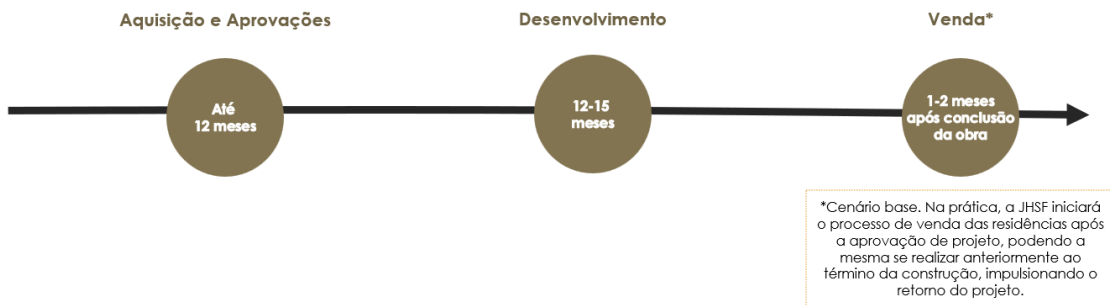 Aquisição e Aprovações
Desenvolvimento
Venda*
Até
12 meses
12-15
meses
1-2 meses
após conclusão
da obra
*Cenário base. Na prática, a JHSF iniciará
o processo de venda das residências após
a aprovação de projeto, podendo a
mesma se realizar anteriormente ao
término da construção, impulsionando o
retorno do projeto.